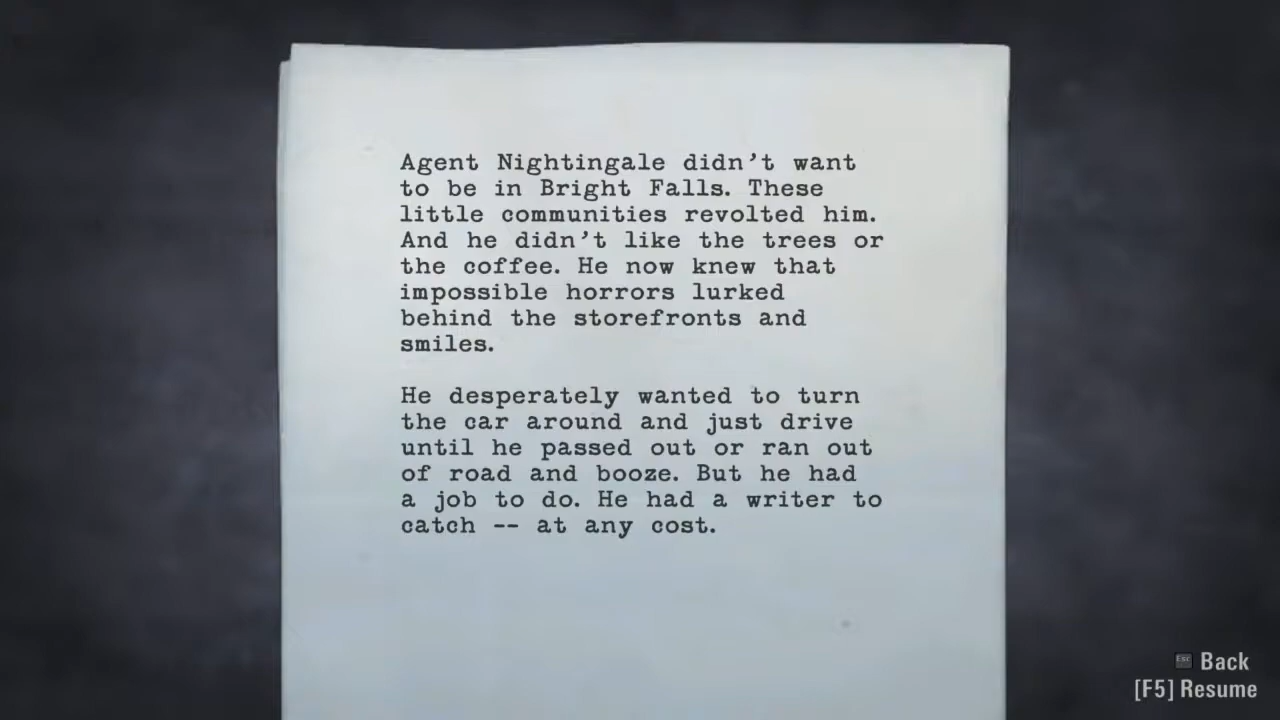 Agent Nightingale didn't want
to be in Bright Falls. These
little communities revolted him.
And he didn't like the trees or
the coffee. He now knew that
impossible horrors lurked
behind the storefronts and
smiles.
He desperately wanted to turn
the car around and just drive
until he passed out or ran out
of road and booze. But he had
a job to do. He had a writer to
catch -- at any cost.
Esc Back
[F5] Resume